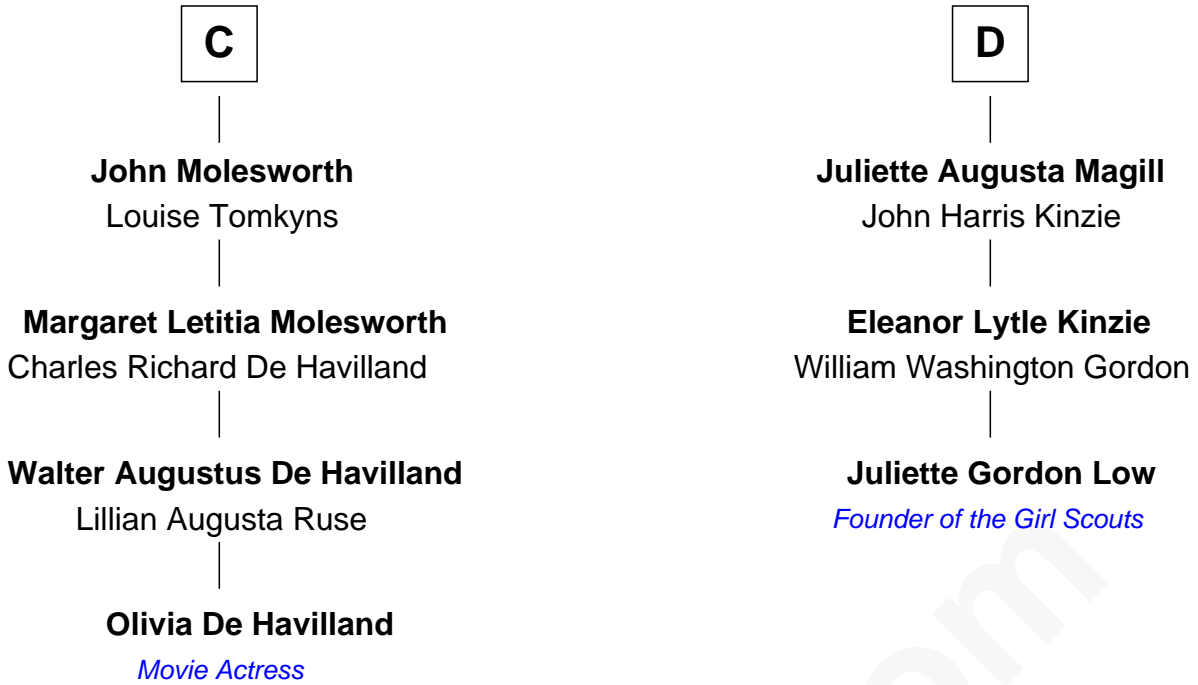 C
John Molesworth
Louise Tomkyns
Margaret Letitia Molesworth
Charles Richard De Havilland
Walter Augustus De Havilland
Lillian Augusta Ruse
Olivia De Havilland
Movie Actress
D
Juliette Augusta Magill
John Harris Kinzie
Eleanor Lytle Kinzie
William Washington Gordon
Juliette Gordon Low
Founder of the Girl Scouts
om